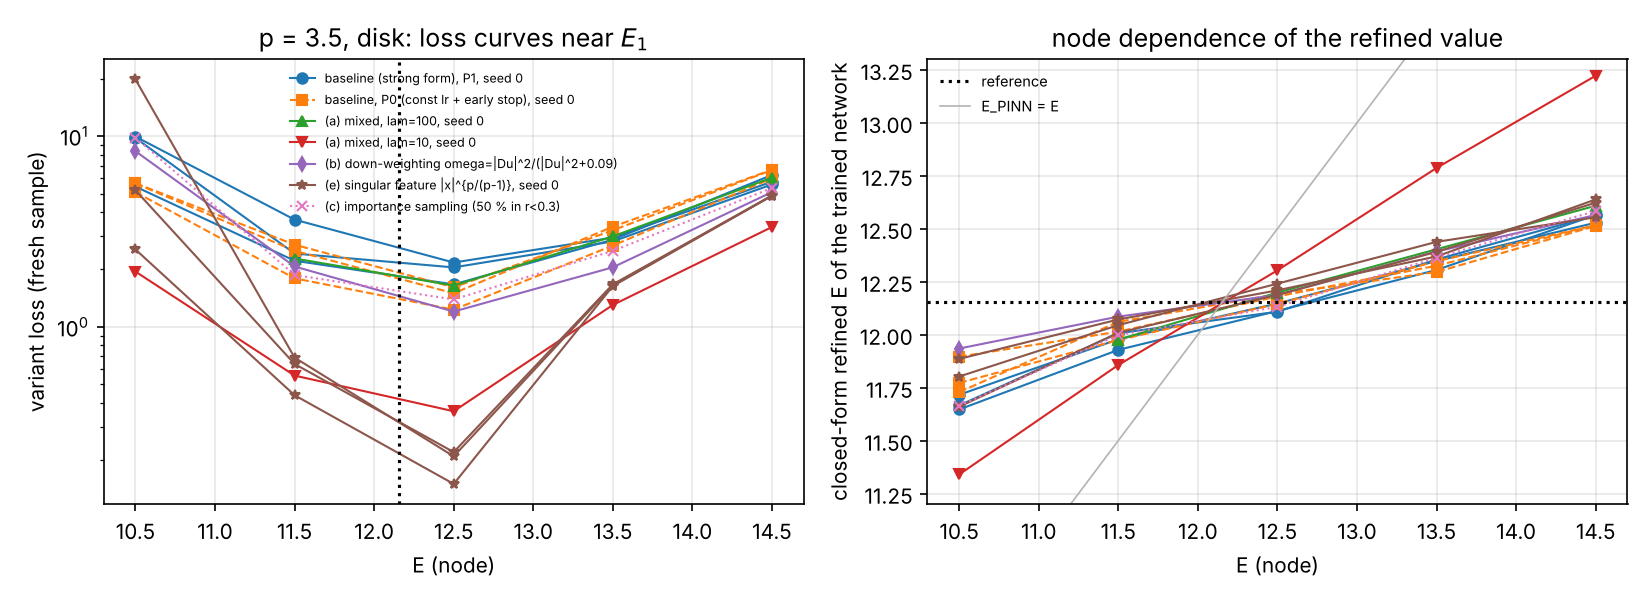 p = 3.5, disk: loss curves near E₁
variant loss (fresh sample)
10¹
10⁰
baseline (strong form), P1, seed 0
baseline, P0 (const lr + early stop), seed 0
(a) mixed, lam=100, seed 0
(a) mixed, lam=10, seed 0
(b) down-weighting omega=|Du|^2/(|Du|^2+0.09)
(e) singular feature |x|^{p/(p-1)}, seed 0
(c) importance sampling (50 % in r<0.3)
10.5 11.0 11.5 12.0 12.5 13.0 13.5 14.0 14.5
E (node)
node dependence of the refined value
closed-form refined E of the trained network
13.25
13.00
12.75
12.50
12.25
12.00
11.75
11.50
11.25
reference
E_PINN = E
10.5 11.0 11.5 12.0 12.5 13.0 13.5 14.0 14.5
E (node)